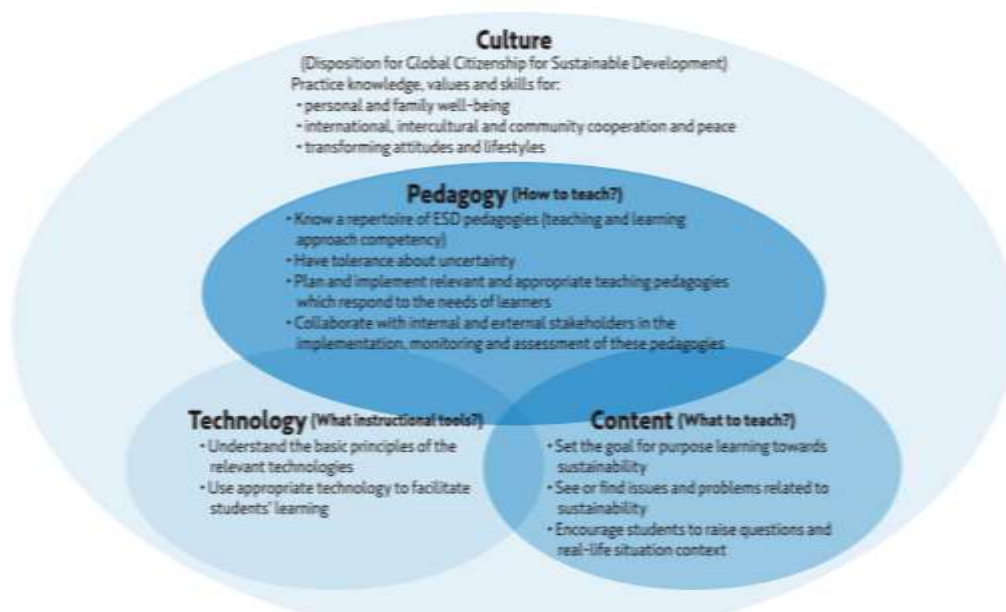 Culture
(Disposition for Global Citizenship for Sustainable Development)
Practice knowledge, values and skills for:
• personal and family well-being
• international, intercultural and community cooperation and peace
• transforming attitudes and lifestyles
Pedagogy (How to teach?)
• Know a repertoire of ESD pedagogies (teaching and learning
approach competency)
• Have tolerance about uncertainty
• Plan and implement relevant and appropriate teaching pedagogies
which respond to the needs of learners
• Collaborate with internal and external stakeholders in the
implementation, monitoring and assessment of these pedagogies
Technology (What instructional tools?)
• Understand the basic principles of the
relevant technologies
• Use appropriate technology to facilitate
students' learning
Content (What to teach?)
• Set the goal for purpose learning towards
sustainability
• See or find issues and problems related to
sustainability
• Encourage students to raise questions and
real-life situation context